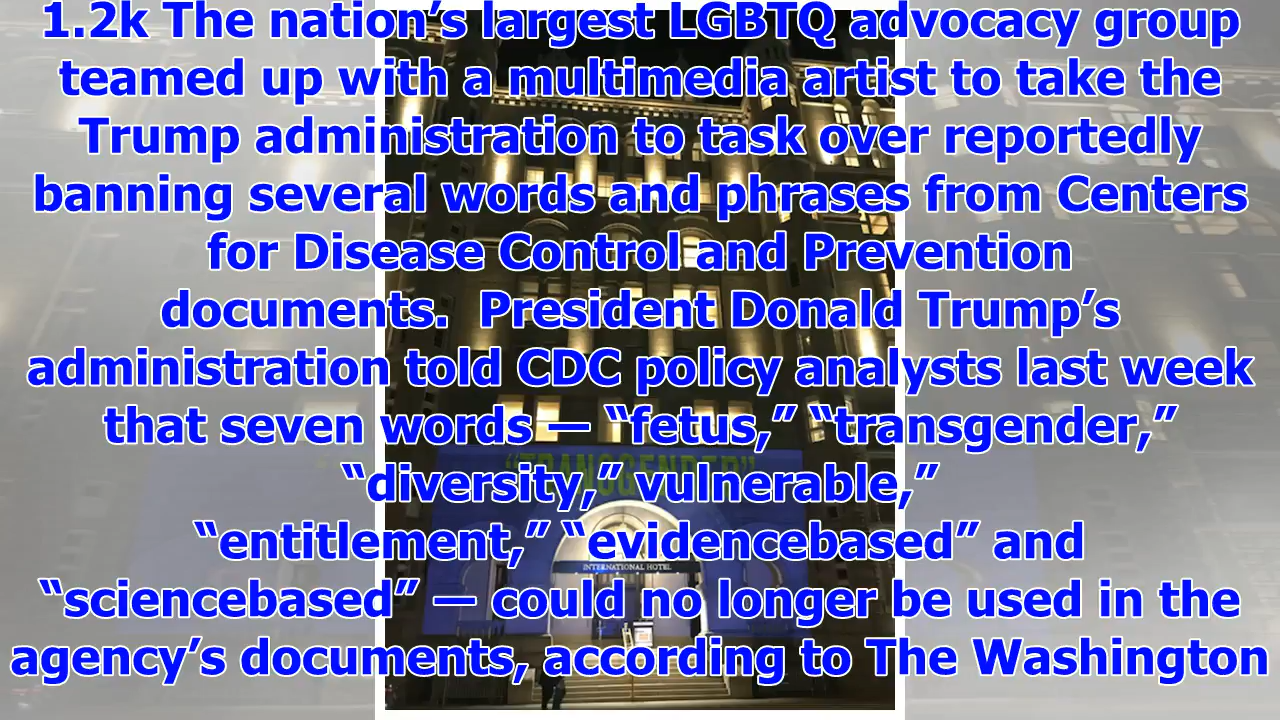 1.2k The nation’s largest LGBTQ advocacy group
teamed up with a multimedia artist to take the
Trump administration to task over reportedly
banning several words and phrases from Centers
for Disease Control and Prevention
documents.  President Donald Trump’s
administration told CDC policy analysts last week
that seven words — “fetus,” “transgender,”
“TRANSGENDER”
“diversity,” vulnerable,”
“entitlement,” “evidencebased” and
INTERNATIONAL HOTEL
“sciencebased” — could no longer be used in the
agency’s documents, according to The Washington